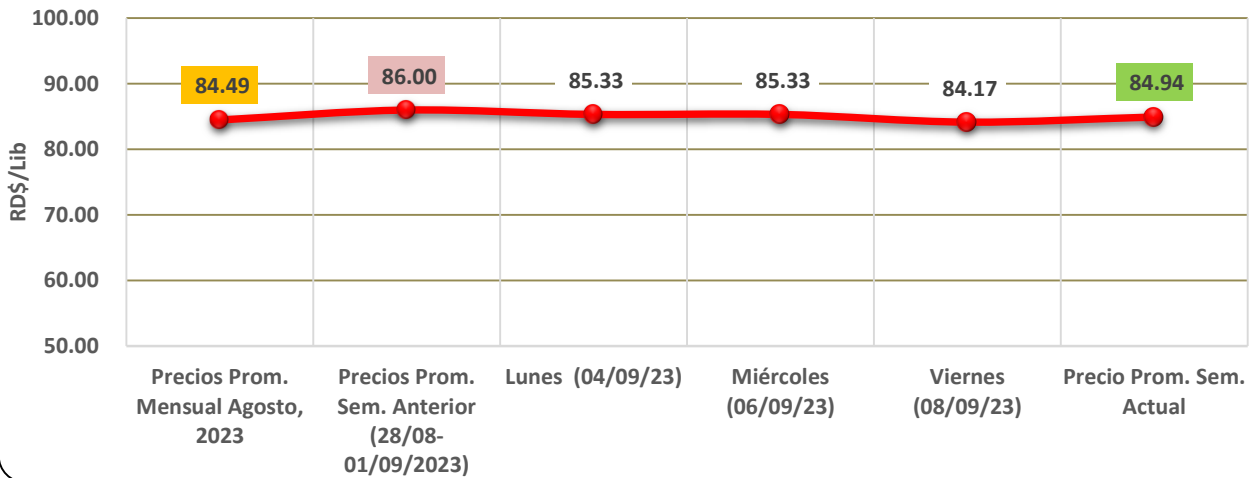 100.00
90.00
80.00
70.00
60.00
50.00
RD$/Lib
84.49
86.00
85.33
85.33
84.17
84.94
Precios Prom.
Mensual Agosto,
2023
Precios Prom.
Sem. Anterior
(28/08-
01/09/2023)
Lunes (04/09/23)
Miércoles
(06/09/23)
Viernes
(08/09/23)
Precio Prom. Sem.
Actual